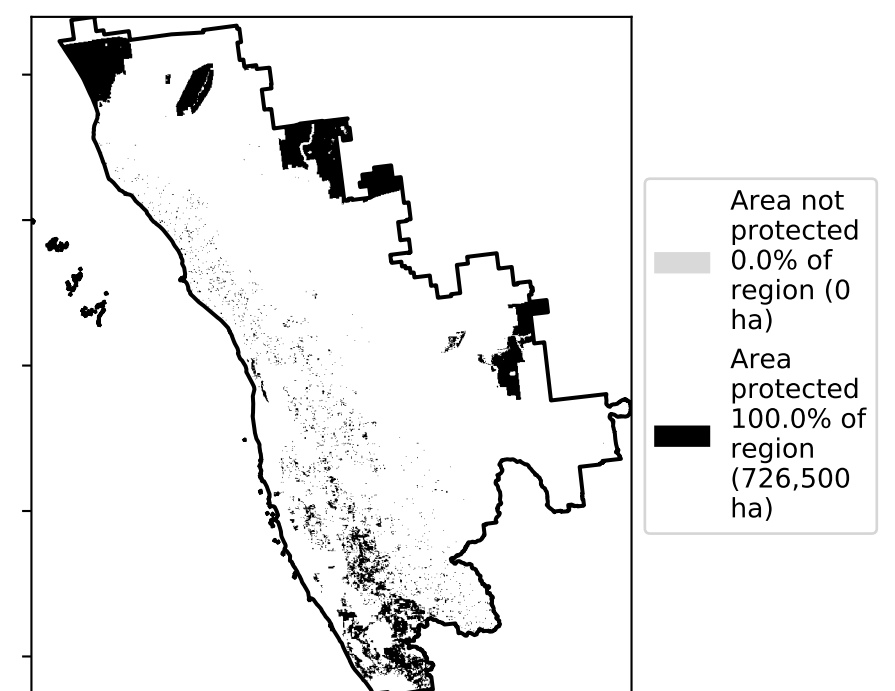 Area not
protected
0.0% of
region (0
ha)
Area
protected
100.0% of
region
(726,500
ha)